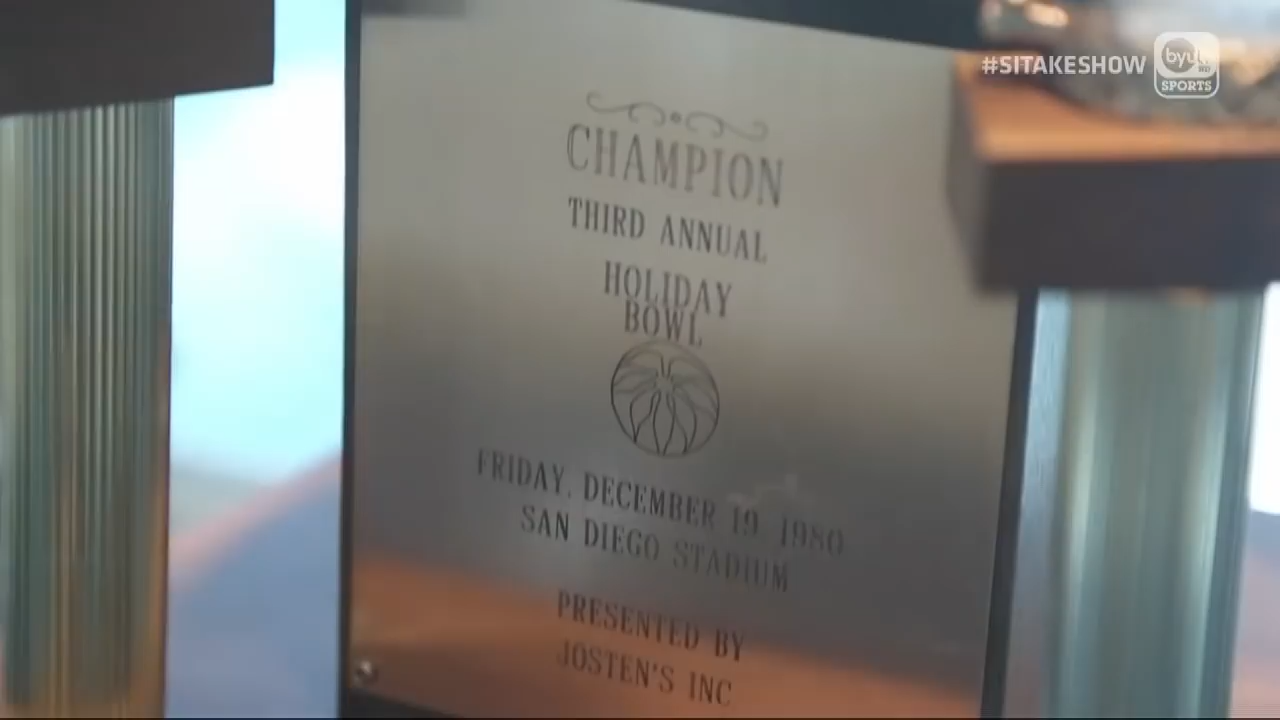 #SITAKESHOW
byu
SPORTS
CHAMPION
THIRD ANNUAL
HOLIDAY
BOWL
FRIDAY, DECEMBER 19, 1980
SAN DIEGO STADIUM
PRESENTED BY
JOSTEN'S INC